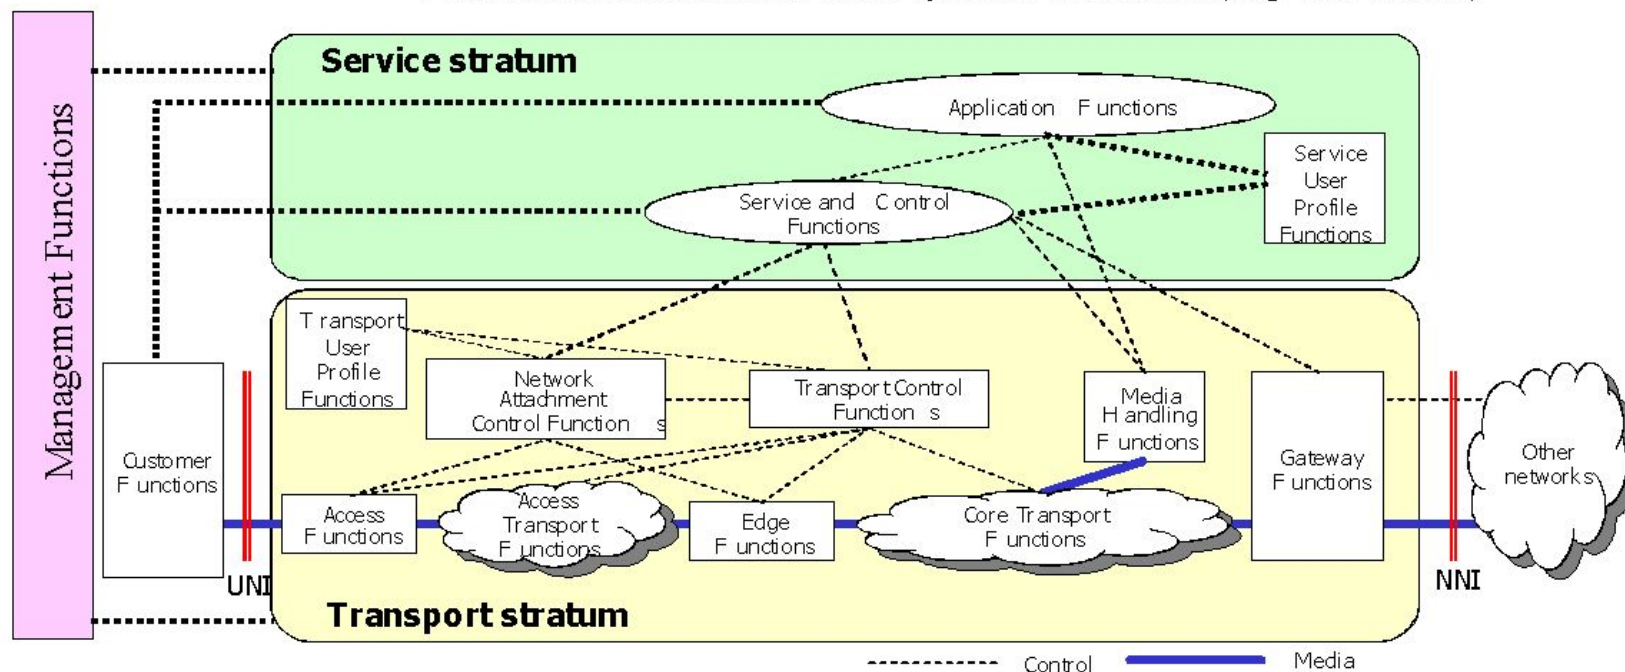 Management Functions
Service stratum
Application Functions
Service
User
Profile
Functions
Service and Control
Functions
Transport
User
Profile
Functions
Network
Attachment
Control Functions
Transport Control
Functions
Media
Handling
Functions
Customer
Functions
Gateway
Functions
Other
networks
Access
Functions
Access
Transport
Functions
Edge
Functions
Core Transport
Functions
UNI
NNI
Transport stratum
Control
Media